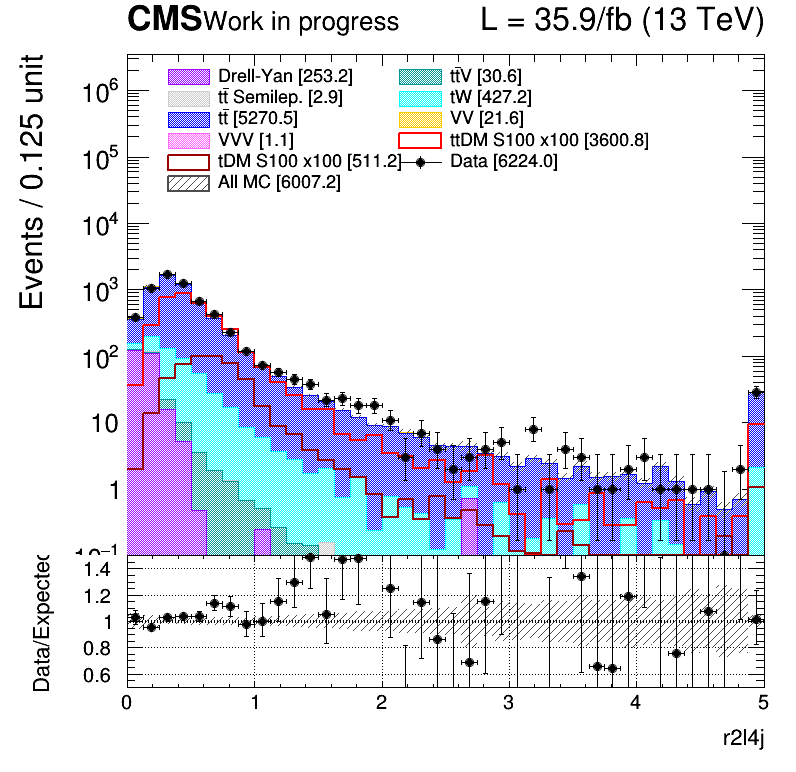 CMS Work in progress L = 35.9/fb (13 TeV)
Drell-Yan [253.2] tt̄V [30.6]
tt̄ Semilep. [2.9] tW [427.2]
tt̄ [5270.5] VV [21.6]
VVV [1.1] ttDM S100 x100 [3600.8]
tDM S100 x100 [511.2] Data [6224.0]
All MC [6007.2]
Events / 0.125 unit
10⁶
10⁵
10⁴
10³
10²
10
1
10⁻¹
Data/Expected
1.4
1.2
1
0.8
0.6
0 1 2 3 4 5
r2l4j